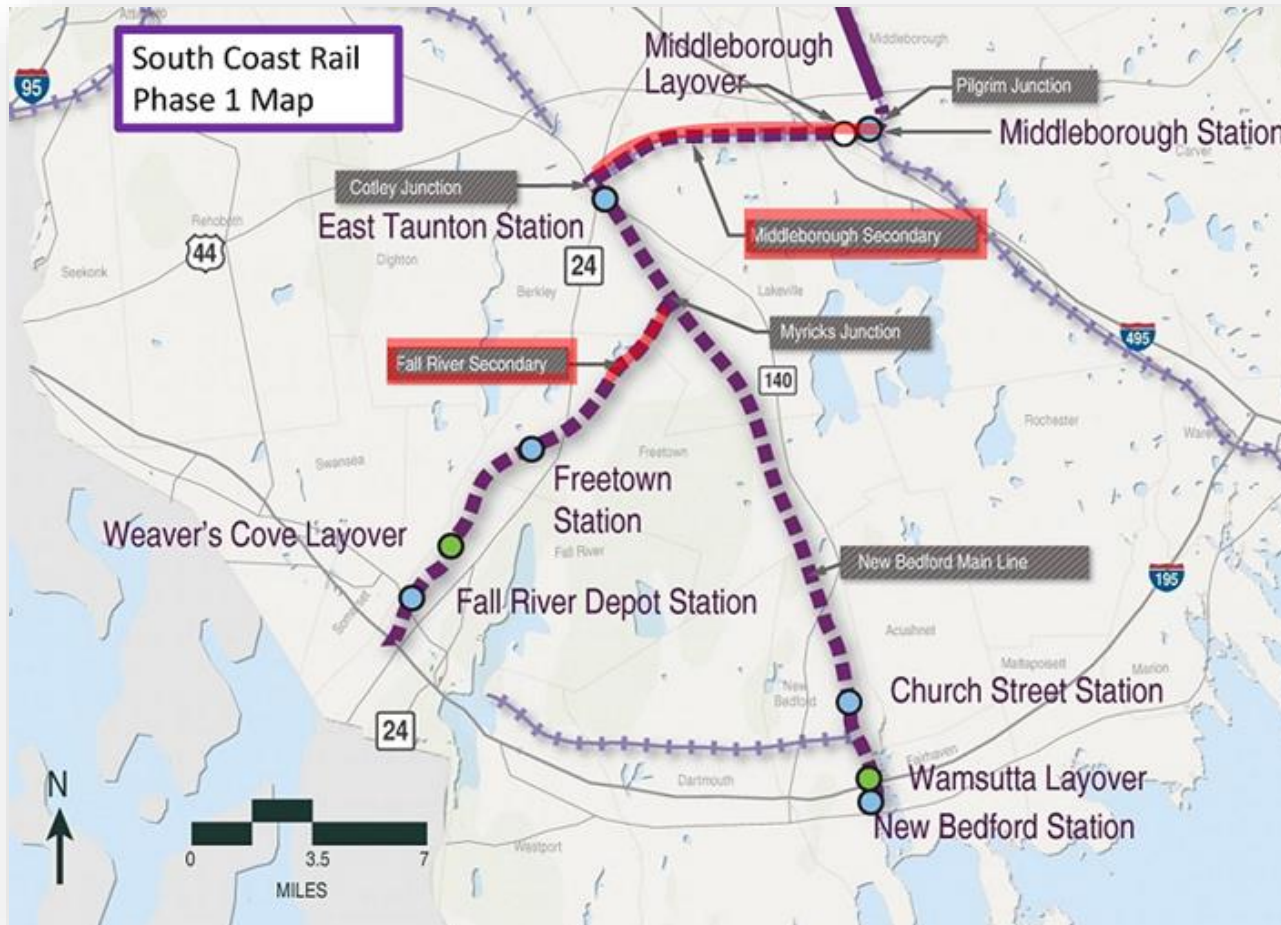 South Coast Rail
Phase 1 Map
95
Middleborough
Layover
Middleborough
Pilgrim Junction
Middleborough Station
Carver
Cotley Junction
East Taunton Station
Middleborough Secondary
Rehoboth
44
Seekonk
Dighton
24
Berkley
Lakeville
Myricks Junction
495
Fall River Secondary
140
Rochester
Swansea
Freetown
Freetown
Station
Weaver's Cove Layover
Fall River
New Bedford Main Line
195
Somerset
Fall River Depot Station
Acushnet
Mattapoisett
Marion
New
Bedford
Church Street Station
24
Fairhaven
Dartmouth
Wamsutta Layover
New Bedford Station
Westport
N
0
3.5
7
MILES